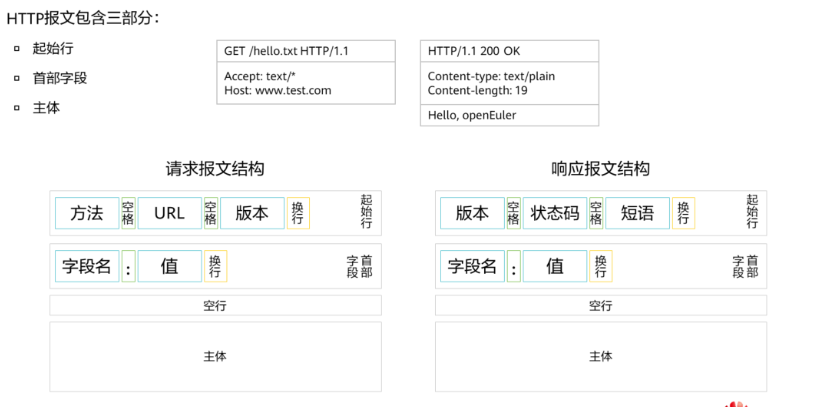 HTTP报文包含三部分：
▫ 起始行
▫ 首部字段
▫ 主体
GET /hello.txt HTTP/1.1
Accept: text/*
Host: www.test.com
HTTP/1.1 200 OK
Content-type: text/plain
Content-length: 19
Hello, openEuler
请求报文结构
方法 空格 URL 空格 版本 换行 起始行
字段名 : 值 换行 首部字段
空行
主体
响应报文结构
版本 空格 状态码 空格 短语 换行 起始行
字段名 : 值 换行 首部字段
空行
主体